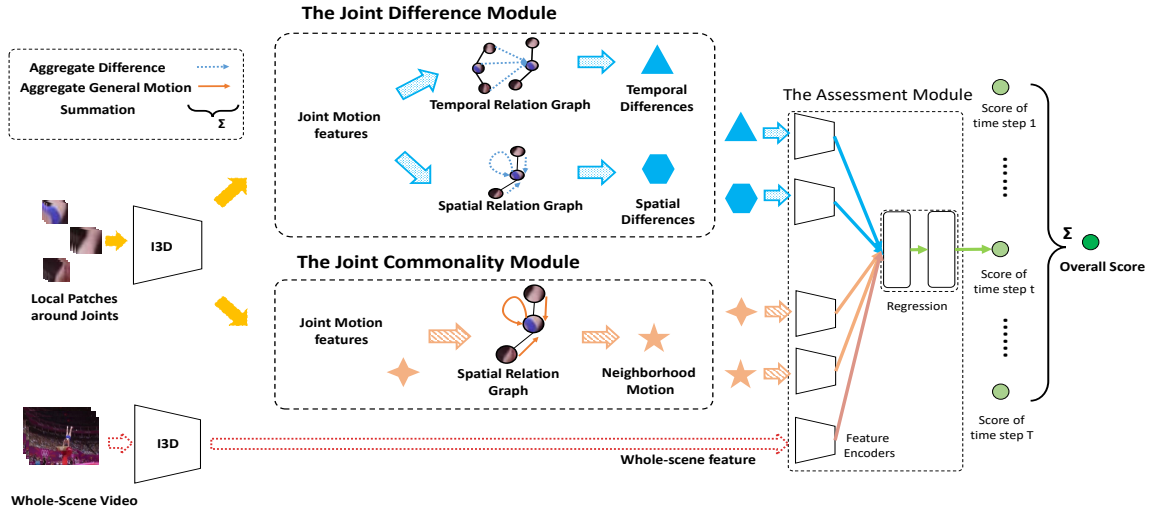 The Joint Difference Module
Aggregate Difference
Aggregate General Motion
Summation
Σ
Joint Motion
features
Temporal Relation Graph
Temporal
Differences
Spatial Relation Graph
Spatial
Differences
The Assessment Module
Score of
time step 1
I3D
Local Patches
around Joints
The Joint Commonality Module
Joint Motion
features
Spatial Relation
Graph
Neighborhood
Motion
Regression
Score of
time step t
Σ
Overall Score
Score of
time step T
I3D
Whole-scene feature
Feature
Encoders
Whole-Scene Video